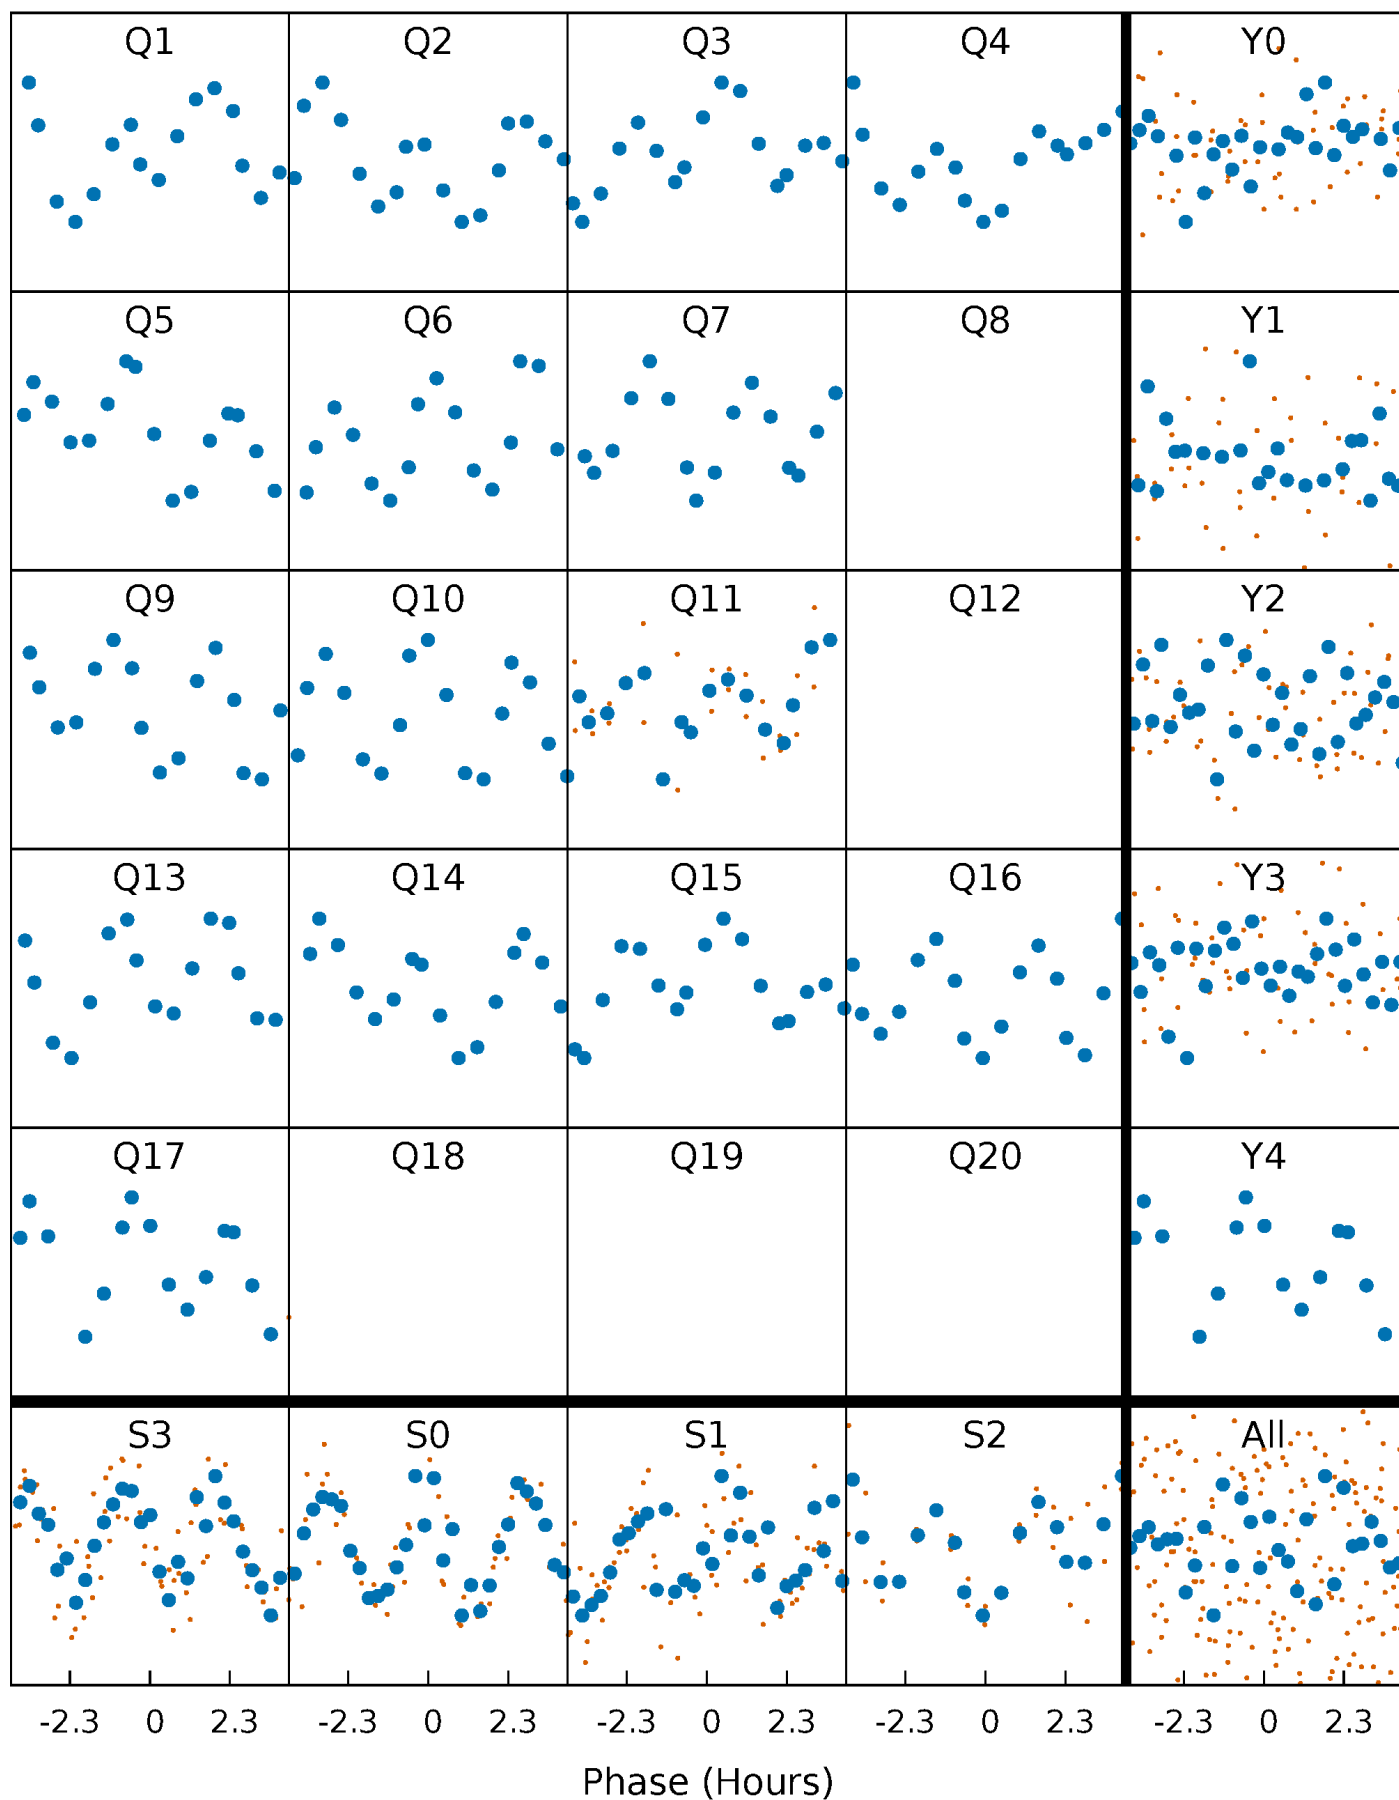 Q1 Q2 Q3 Q4 Y0
Q5 Q6 Q7 Q8 Y1
Q9 Q10 Q11 Q12 Y2
Q13 Q14 Q15 Q16 Y3
Q17 Q18 Q19 Q20 Y4
S3 S0 S1 S2 All
-2.3 0 2.3 -2.3 0 2.3 -2.3 0 2.3 -2.3 0 2.3 -2.3 0 2.3
Phase (Hours)